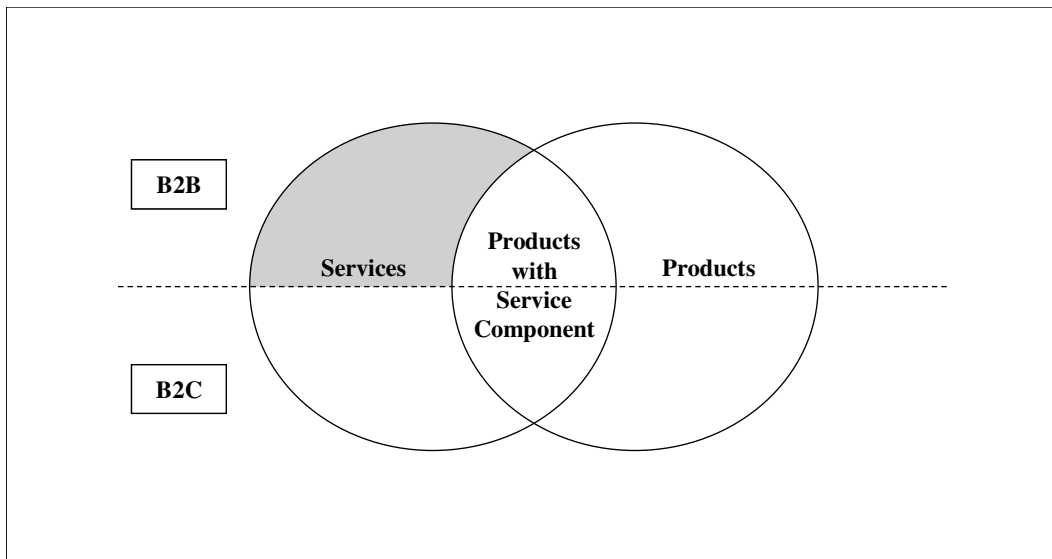 B2B
Services
Products
with
Service
Component
Products
B2C